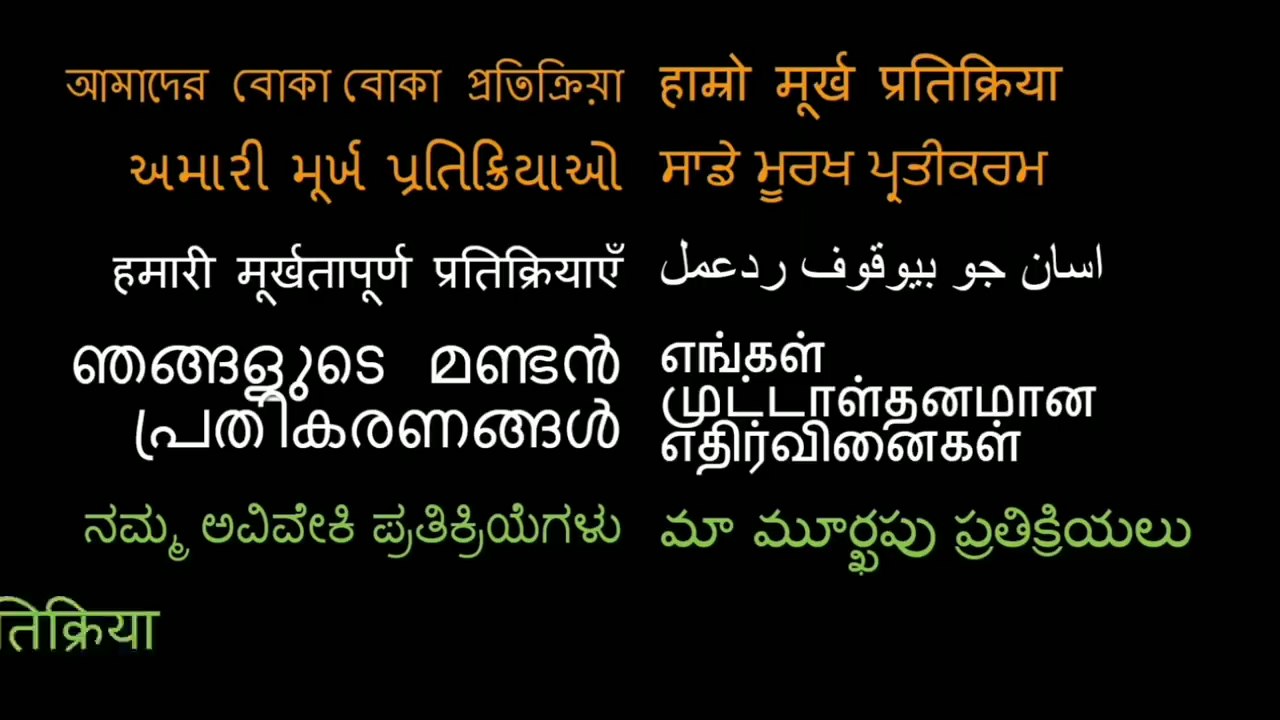 আমাদের বোকা বোকা প্রতিক্রিয়া
हाम्रो मूर्ख प्रतिक्रिया
અમારી મૂર્ખ પ્રતિક્રિયાઓ
ਸਾਡੇ ਮੂਰਖ ਪ੍ਰਤੀਕਰਮ
हमारी मूर्खतापूर्ण प्रतिक्रियाएँ
اسان جو بيوقوف ردعمل
ഞങ്ങളുടെ മണ്ടൻ
പ്രതികരണങ്ങൾ
எங்கள்
முட்டாள்தனமான
எதிர்வினைகள்
ನಮ್ಮ ಅವಿವೇಕಿ ಪ್ರತಿಕ್ರಿಯೆಗಳು
మా మూర్ఖపు ప్రతిక్రియలు
तिक्रिया